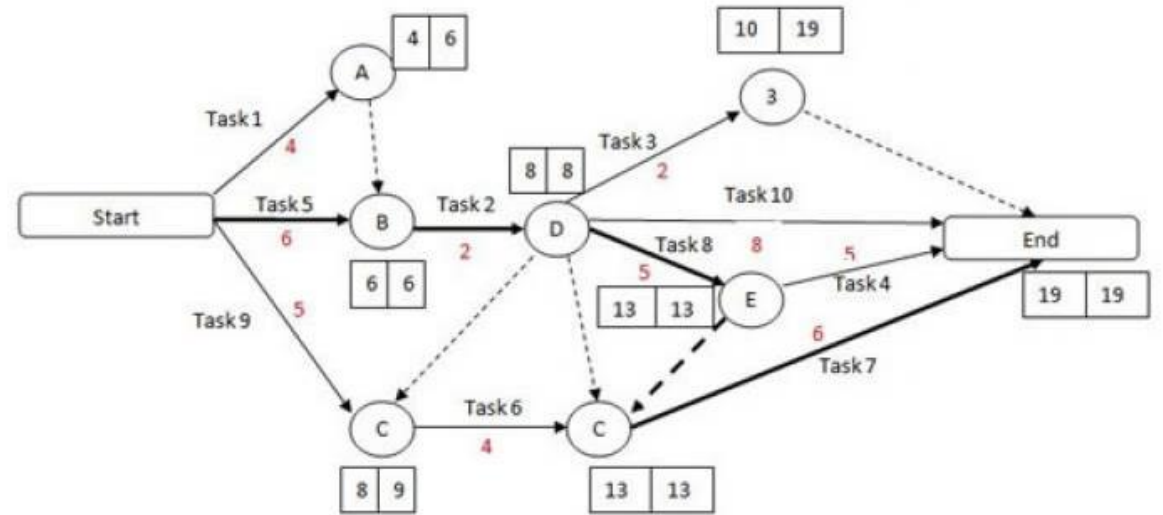 4 6
10 19
A
3
Task 1
4
Task 3
2
8 8
Start
Task 5
6
B
Task 2
2
D
Task 10
8
End
Task 8
5
5
Task 4
6 6
13 13
E
19 19
Task 9
5
6
Task 7
C
Task 6
4
C
8 9
13 13